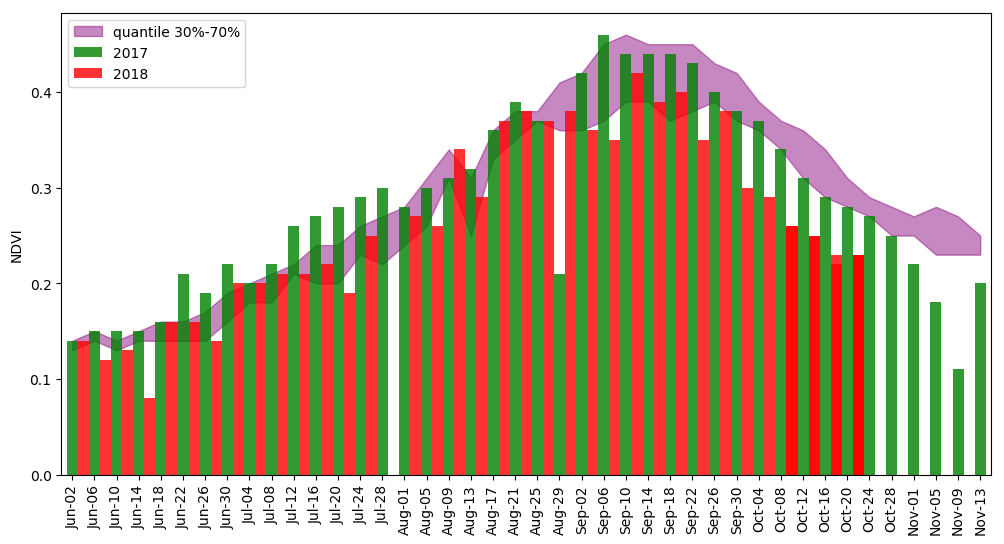 quantile 30%-70%
2017
2018
NDVI
0.4
0.3
0.2
0.1
0.0
Jun-02
Jun-06
Jun-10
Jun-14
Jun-18
Jun-22
Jun-26
Jun-30
Jul-04
Jul-08
Jul-12
Jul-16
Jul-20
Jul-24
Jul-28
Aug-01
Aug-05
Aug-09
Aug-13
Aug-17
Aug-21
Aug-25
Aug-29
Sep-02
Sep-06
Sep-10
Sep-14
Sep-18
Sep-22
Sep-26
Sep-30
Oct-04
Oct-08
Oct-12
Oct-16
Oct-20
Oct-24
Oct-28
Nov-01
Nov-05
Nov-09
Nov-13